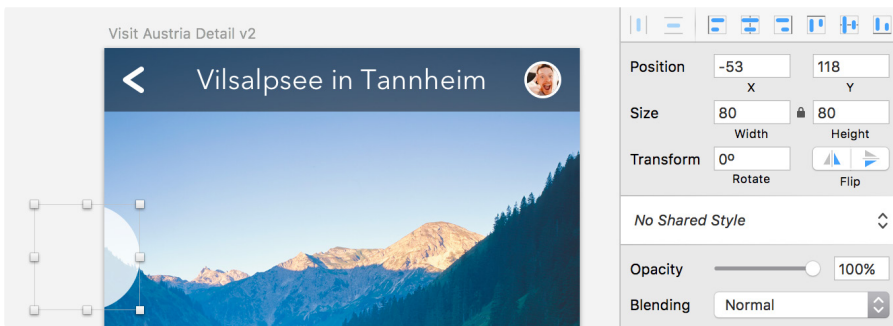 Visit Austria Detail v2
Vilsalpsee in Tannheim
Position -53 118
X Y
Size 80 80
Width Height
Transform 0º
Rotate Flip
No Shared Style
Opacity 100%
Blending Normal